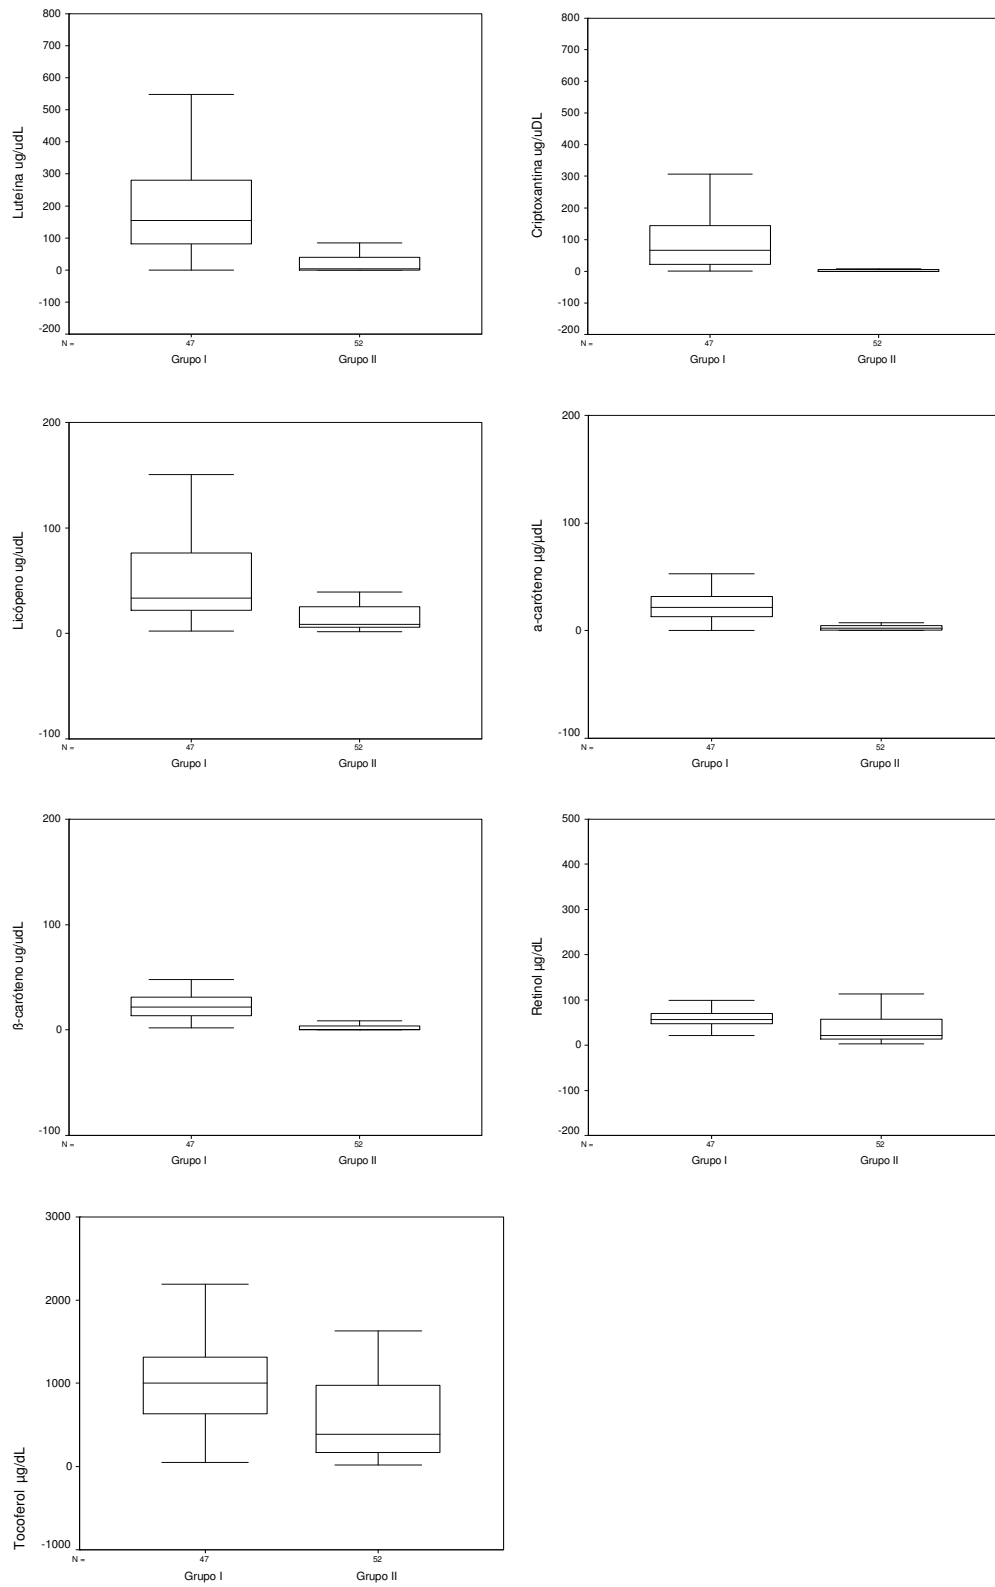 Luteína ug/udL
800
700
600
500
400
300
200
100
0
-100
-200
N =
47
52
Grupo I
Grupo II
Criptoxantina ug/uDL
800
700
600
500
400
300
200
100
0
-100
-200
N =
47
52
Grupo I
Grupo II
Licópeno ug/udL
200
100
0
-100
N =
47
52
Grupo I
Grupo II
a-caróteno µg/µdL
200
100
0
-100
N =
47
52
Grupo I
Grupo II
ß-caróteno ug/udL
200
100
0
-100
N =
47
52
Grupo I
Grupo II
Retinol µg/dL
500
400
300
200
100
0
-100
-200
N =
47
52
Grupo I
Grupo II
Tocoferol µg/dL
3000
2000
1000
0
-1000
N =
47
52
Grupo I
Grupo II